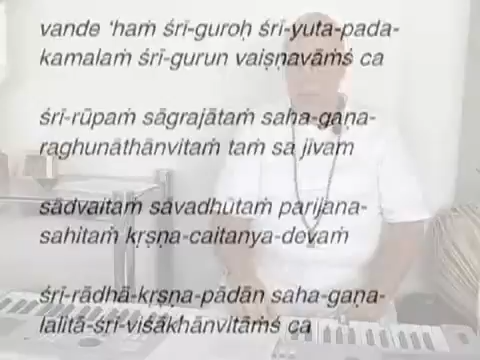 vande ‘haṁ śrī-guroḥ śrī-yuta-pada-
kamalaṁ śrī-gurun vaiṣṇavāṁś ca
śrī-rūpaṁ sāgrajātaṁ saha-gaṇa-
raghunāthānvitaṁ taṁ sa jīvam
sādvaitaṁ sāvadhūtaṁ parijana-
sahitaṁ kṛṣṇa-caitanya-devaṁ
śrī-rādhā-kṛṣṇa-pādān saha-gaṇa-
lalitā-śrī-viśākhānvitāṁś ca